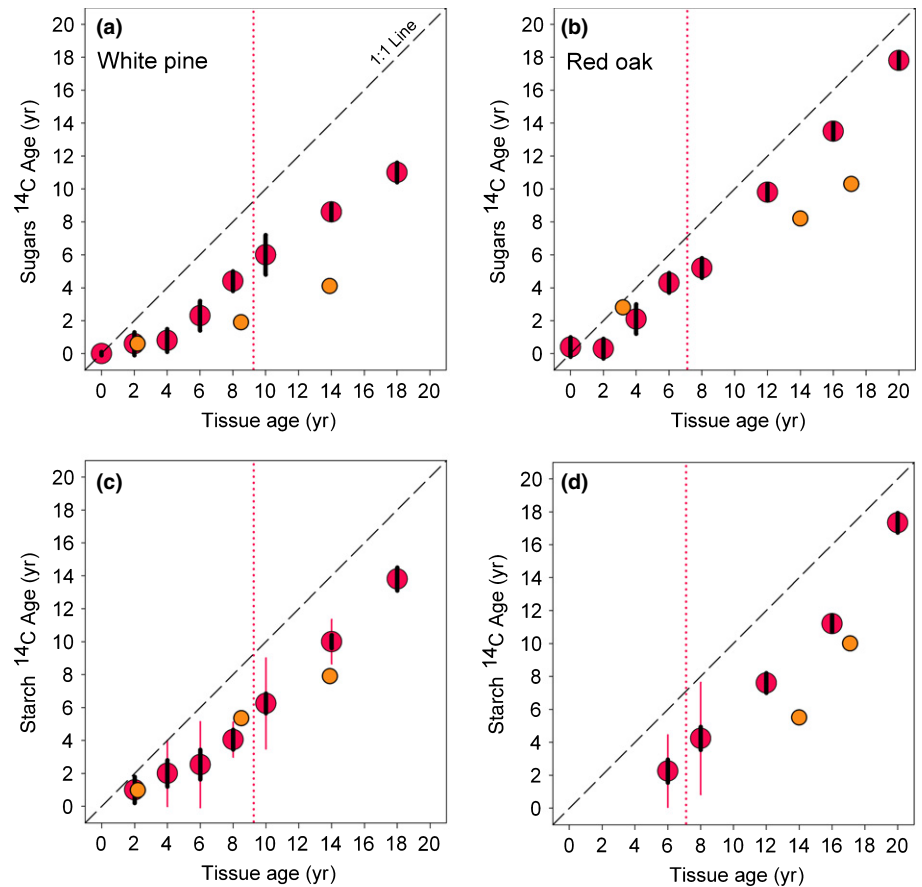 (a)
White pine
1:1 Line
20
18
16
14
12
10
8
6
4
2
0
Sugars ¹⁴C Age (yr)
0 2 4 6 8 10 12 14 16 18 20
Tissue age (yr)
(b)
Red oak
20
18
16
14
12
10
8
6
4
2
0
Sugars ¹⁴C Age (yr)
0 2 4 6 8 10 12 14 16 18 20
Tissue age (yr)
(c)
20
18
16
14
12
10
8
6
4
2
0
Starch ¹⁴C Age (yr)
0 2 4 6 8 10 12 14 16 18 20
Tissue age (yr)
(d)
20
18
16
14
12
10
8
6
4
2
0
Starch ¹⁴C Age (yr)
0 2 4 6 8 10 12 14 16 18 20
Tissue age (yr)